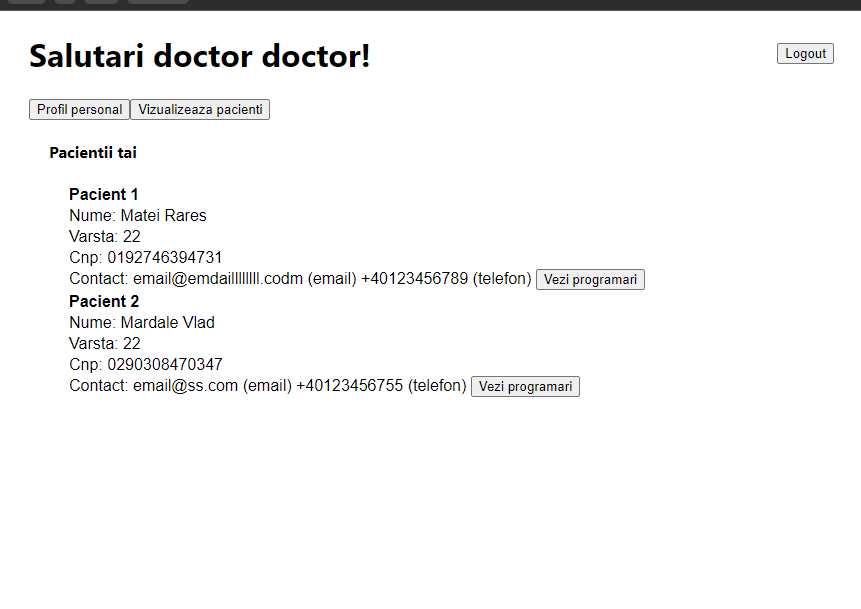 Salutari doctor doctor!
Logout
Profil personal Vizualizeaza pacienti
Pacientii tai
Pacient 1
Nume: Matei Rares
Varsta: 22
Cnp: 0192746394731
Contact: email@emdaillllllll.codm (email) +40123456789 (telefon) Vezi programari
Pacient 2
Nume: Mardale Vlad
Varsta: 22
Cnp: 0290308470347
Contact: email@ss.com (email) +40123456755 (telefon) Vezi programari